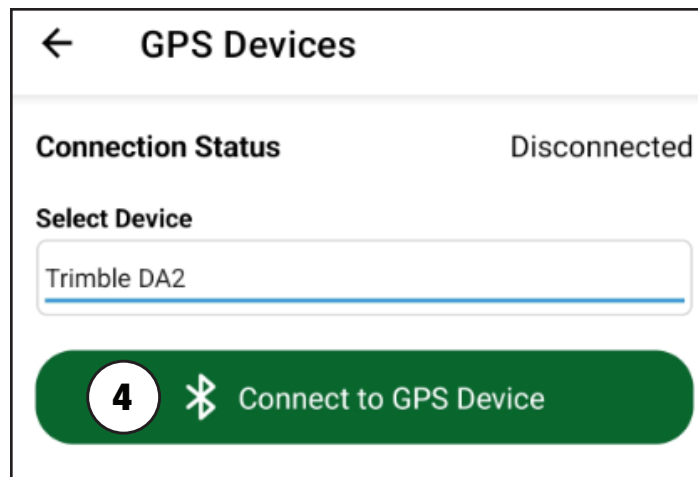 GPS Devices
Connection Status Disconnected
Select Device
Trimble DA2
4 Connect to GPS Device